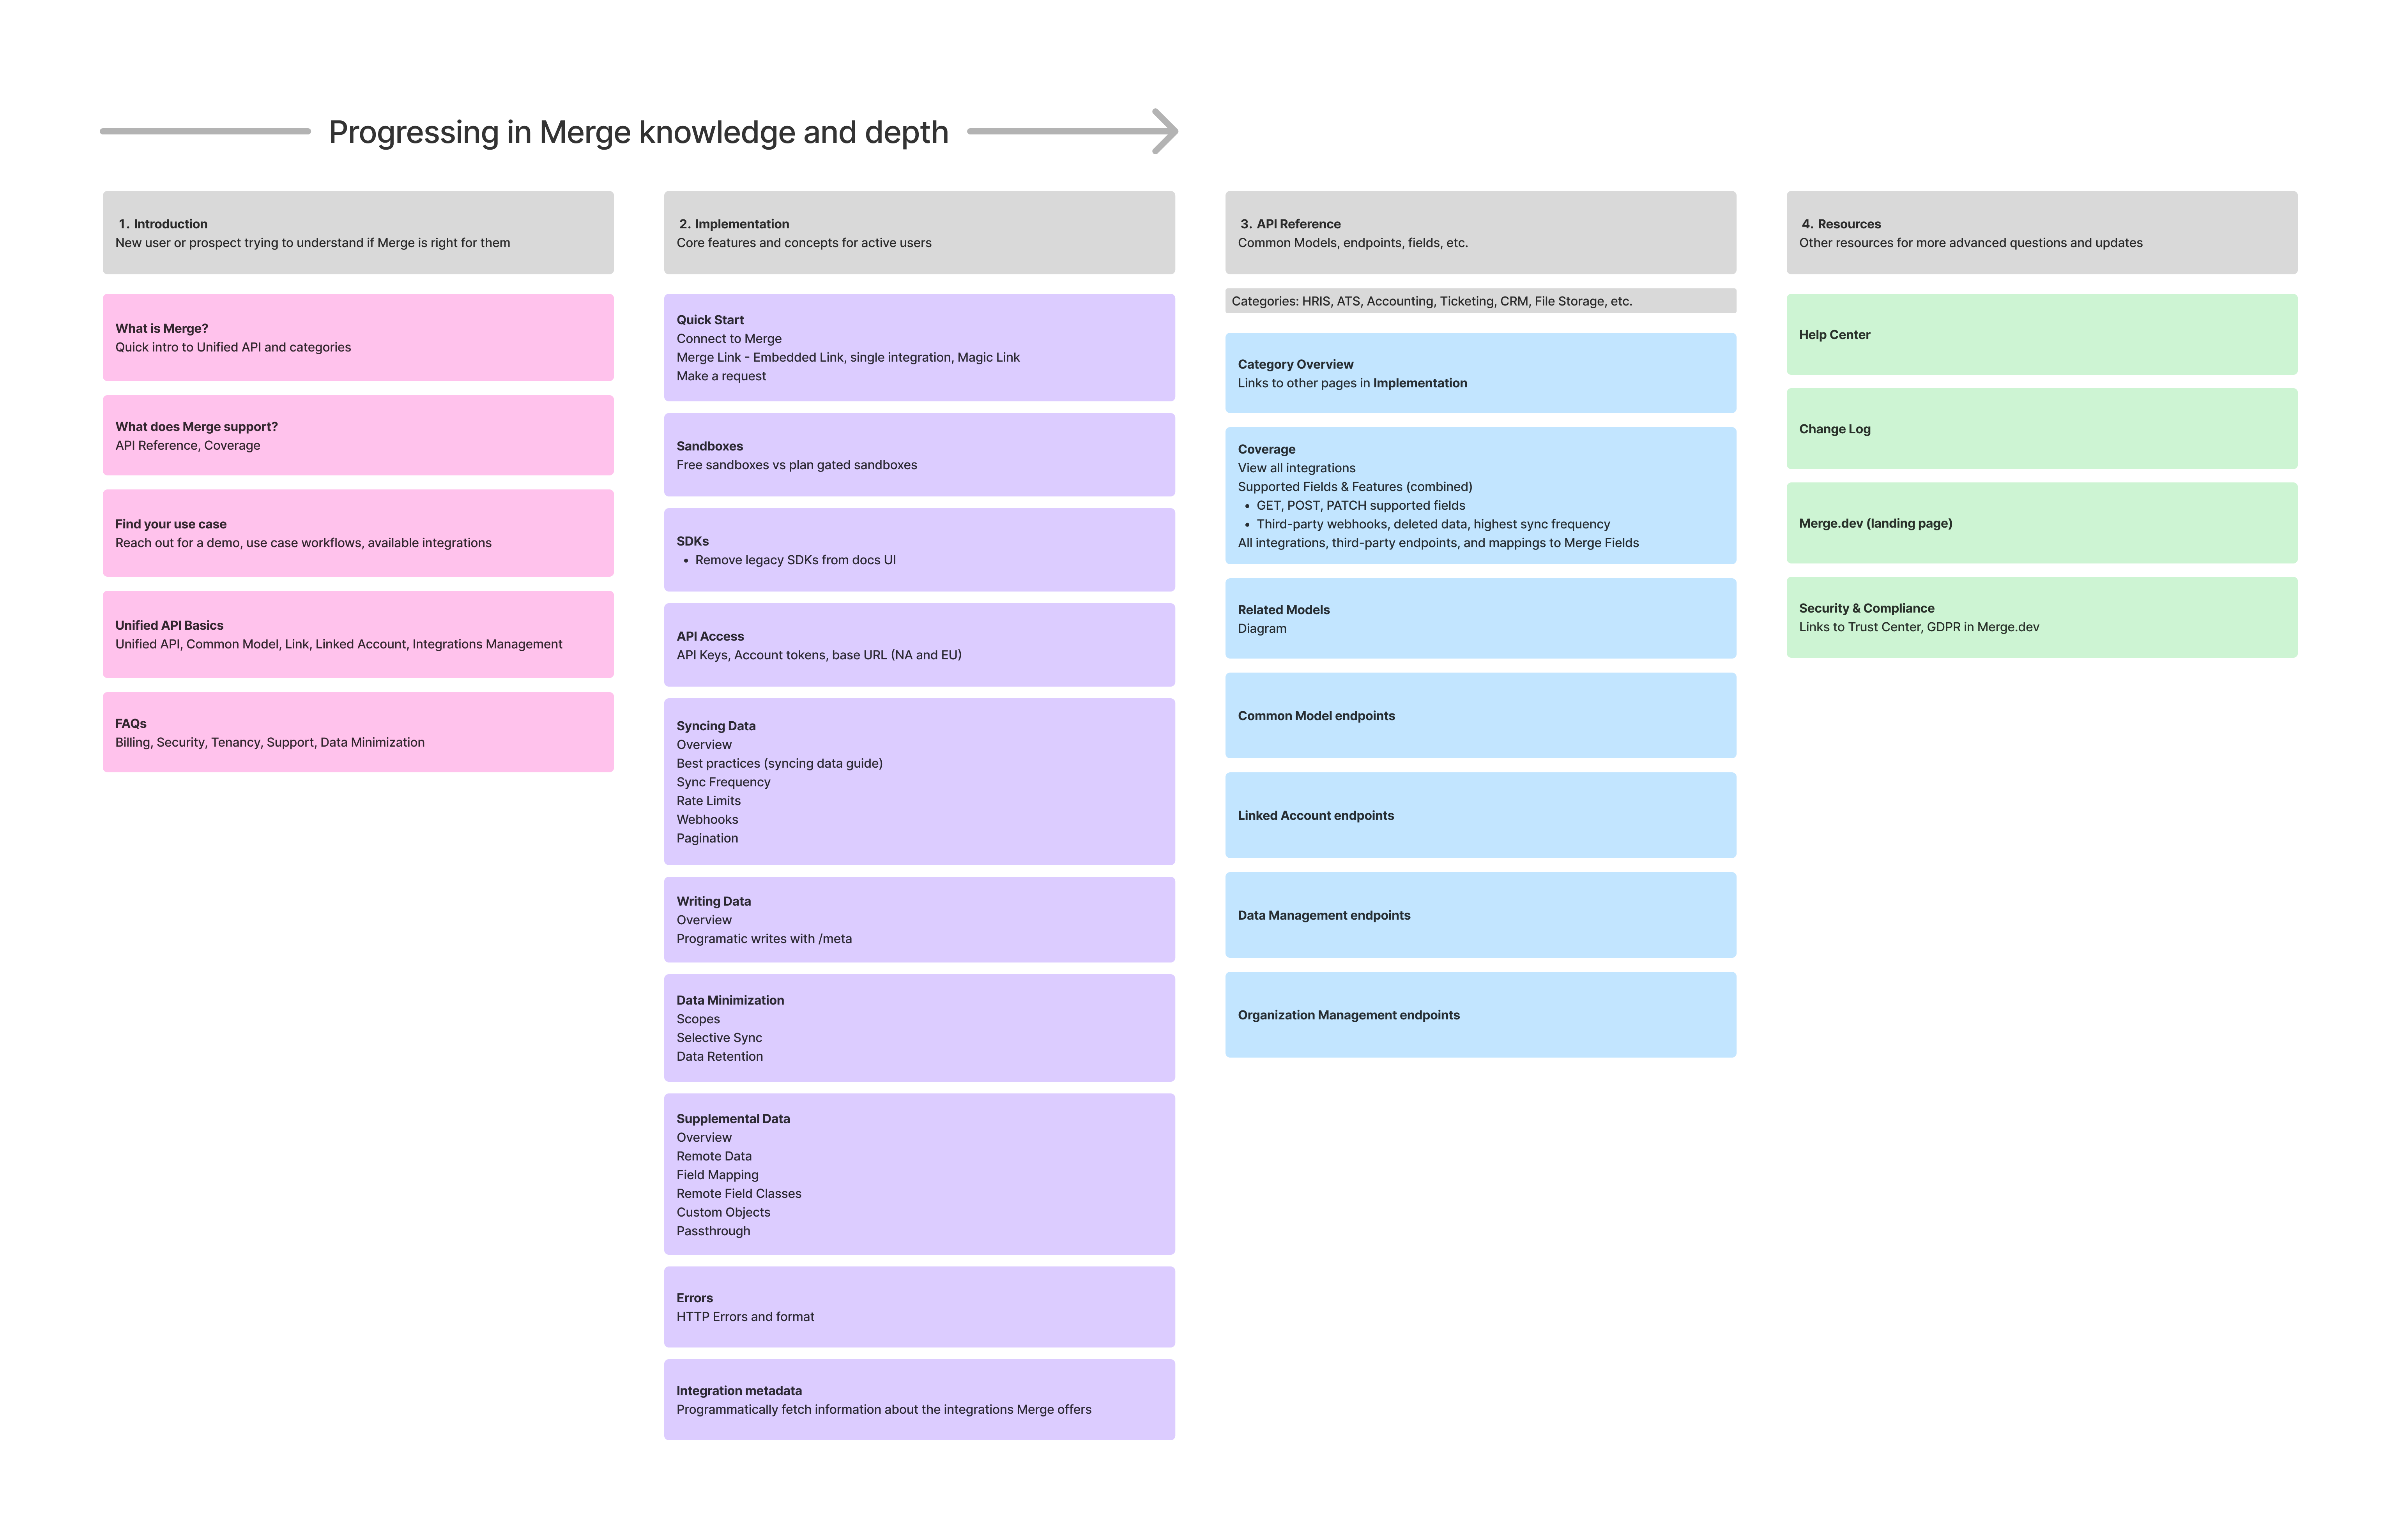 Progressing in Merge knowledge and depth
1. Introduction
New user or prospect trying to understand if Merge is right for them
What is Merge?
Quick intro to Unified API and categories
What does Merge support?
API Reference, Coverage
Find your use case
Reach out for a demo, use case workflows, available integrations
Unified API Basics
Unified API, Common Model, Link, Linked Account, Integrations Management
FAQs
Billing, Security, Tenancy, Support, Data Minimization
2. Implementation
Core features and concepts for active users
Quick Start
Connect to Merge
Merge Link - Embedded Link, single integration, Magic Link
Make a request
Sandboxes
Free sandboxes vs plan gated sandboxes
SDKs
• Remove legacy SDKs from docs UI
API Access
API Keys, Account tokens, base URL (NA and EU)
Syncing Data
Overview
Best practices (syncing data guide)
Sync Frequency
Rate Limits
Webhooks
Pagination
Writing Data
Overview
Programatic writes with /meta
Data Minimization
Scopes
Selective Sync
Data Retention
Supplemental Data
Overview
Remote Data
Field Mapping
Remote Field Classes
Custom Objects
Passthrough
Errors
HTTP Errors and format
Integration metadata
Programmatically fetch information about the integrations Merge offers
3. API Reference
Common Models, endpoints, fields, etc.
Categories: HRIS, ATS, Accounting, Ticketing, CRM, File Storage, etc.
Category Overview
Links to other pages in Implementation
Coverage
View all integrations
Supported Fields & Features (combined)
• GET, POST, PATCH supported fields
• Third-party webhooks, deleted data, highest sync frequency
All integrations, third-party endpoints, and mappings to Merge Fields
Related Models
Diagram
Common Model endpoints
Linked Account endpoints
Data Management endpoints
Organization Management endpoints
4. Resources
Other resources for more advanced questions and updates
Help Center
Change Log
Merge.dev (landing page)
Security & Compliance
Links to Trust Center, GDPR in Merge.dev